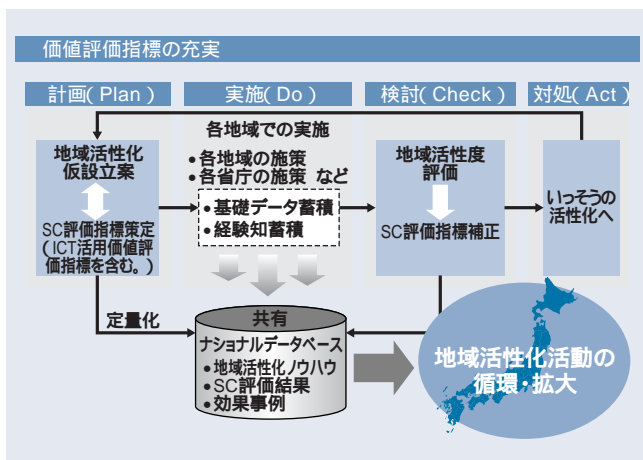 価値評価指標の充実
計画(Plan)
実施(Do)
検討(Check)
対処(Act)
地域活性化
仮設立案
SC評価指標策定
(ICT活用価値評
価指標を含む。)
各地域での実施
•各地域の施策
•各省庁の施策 など
•基礎データ蓄積
•経験知蓄積
地域活性度
評価
SC評価指標補正
いっそうの
活性化へ
定量化
共有
ナショナルデータベース
•地域活性化ノウハウ
•SC評価結果
•効果事例
地域活性化活動の
循環・拡大